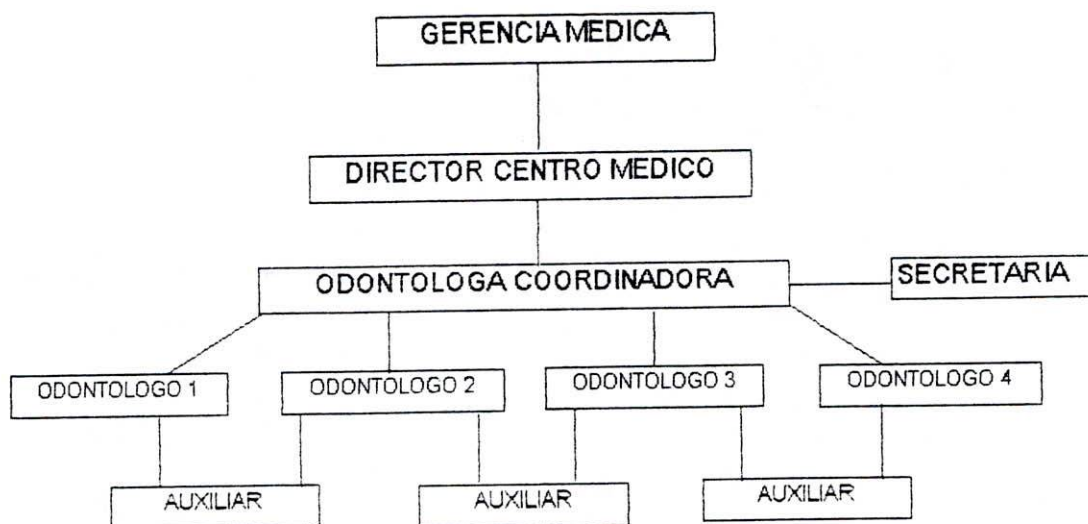 GERENCIA MEDICA
DIRECTOR CENTRO MEDICO
ODONTOLOGA COORDINADORA
SECRETARIA
ODONTOLOGO 1
ODONTOLOGO 2
ODONTOLOGO 3
ODONTOLOGO 4
AUXILIAR
AUXILIAR
AUXILIAR